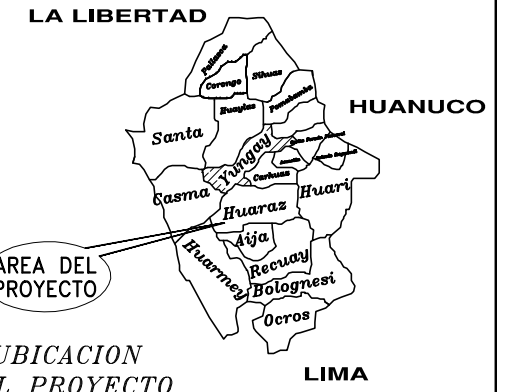 LA LIBERTAD
Pallasca
Corongo
Sihuas
Huaylas
Pomabamba
HUANUCO
Santa
Yungay
Carhuaz
Casma
Huari
Huaraz
Aija
AREA DEL
PROYECTO
Huarmey
Recuay
Bolognesi
Ocros
UBICACION
EL PROYECTO
LIMA